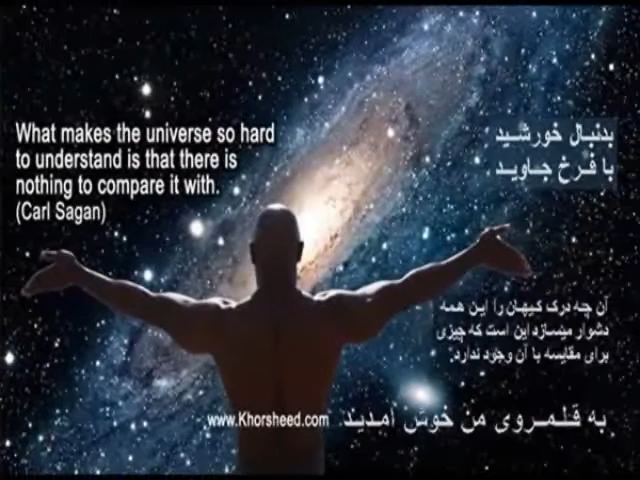 What makes the universe so hard
to understand is that there is
nothing to compare it with.
(Carl Sagan)
بدنبال خورشید
با فرخ جاوید
آن چه درک کیهان را این همه
دشوار میسازد این است که چیزی
برای مقایسه با آن وجود ندارد.
به قلمروی من خوش آمدید
www.Khorsheed.com